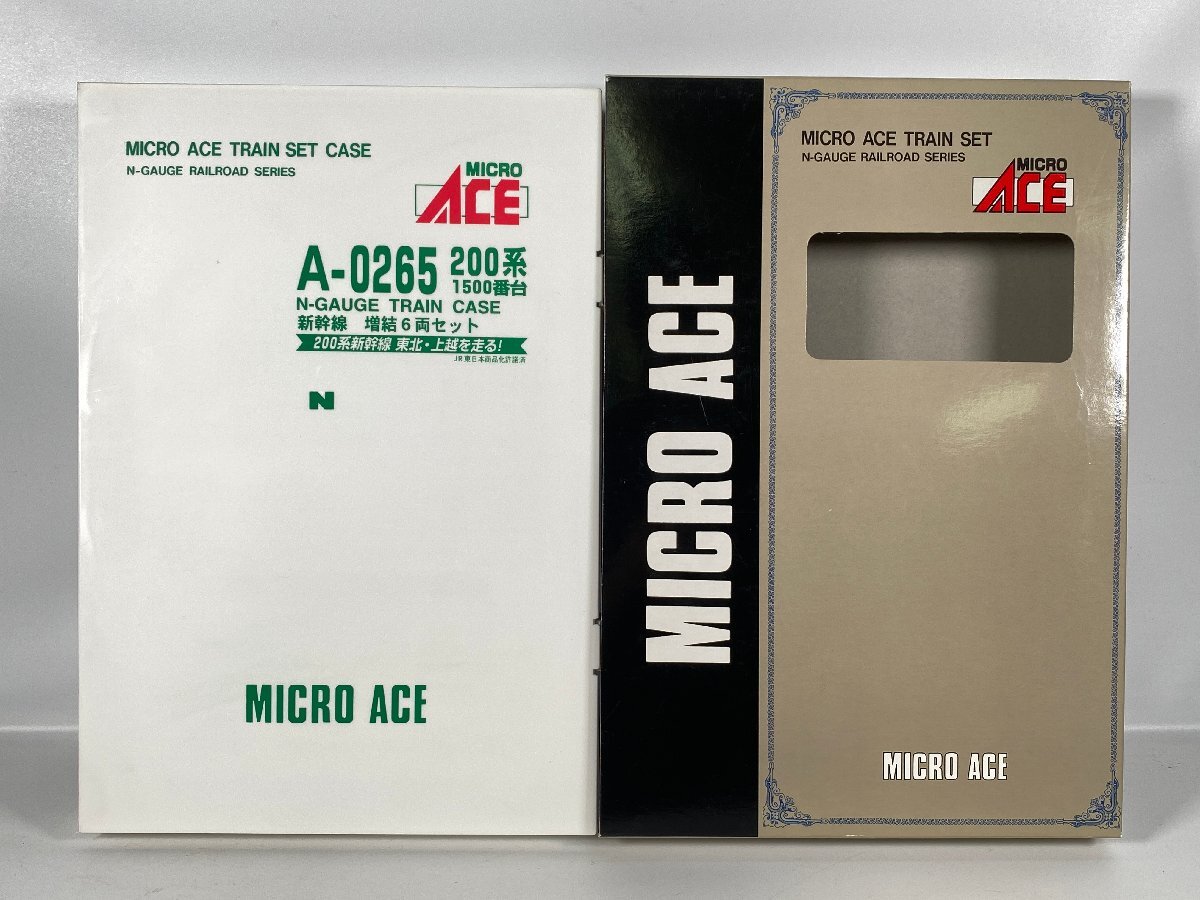 MICRO ACE TRAIN SET CASE
N-GAUGE RAILROAD SERIES
MICRO
ACE
A-0265 200系
1500番台
N-GAUGE TRAIN CASE
新幹線 増結6両セット
200系新幹線 東北・上越を走る!
JR東日本商品化許諾済
N
MICRO ACE
MICRO ACE
MICRO ACE TRAIN SET
N-GAUGE RAILROAD SERIES
MICRO
ACE
MICRO ACE